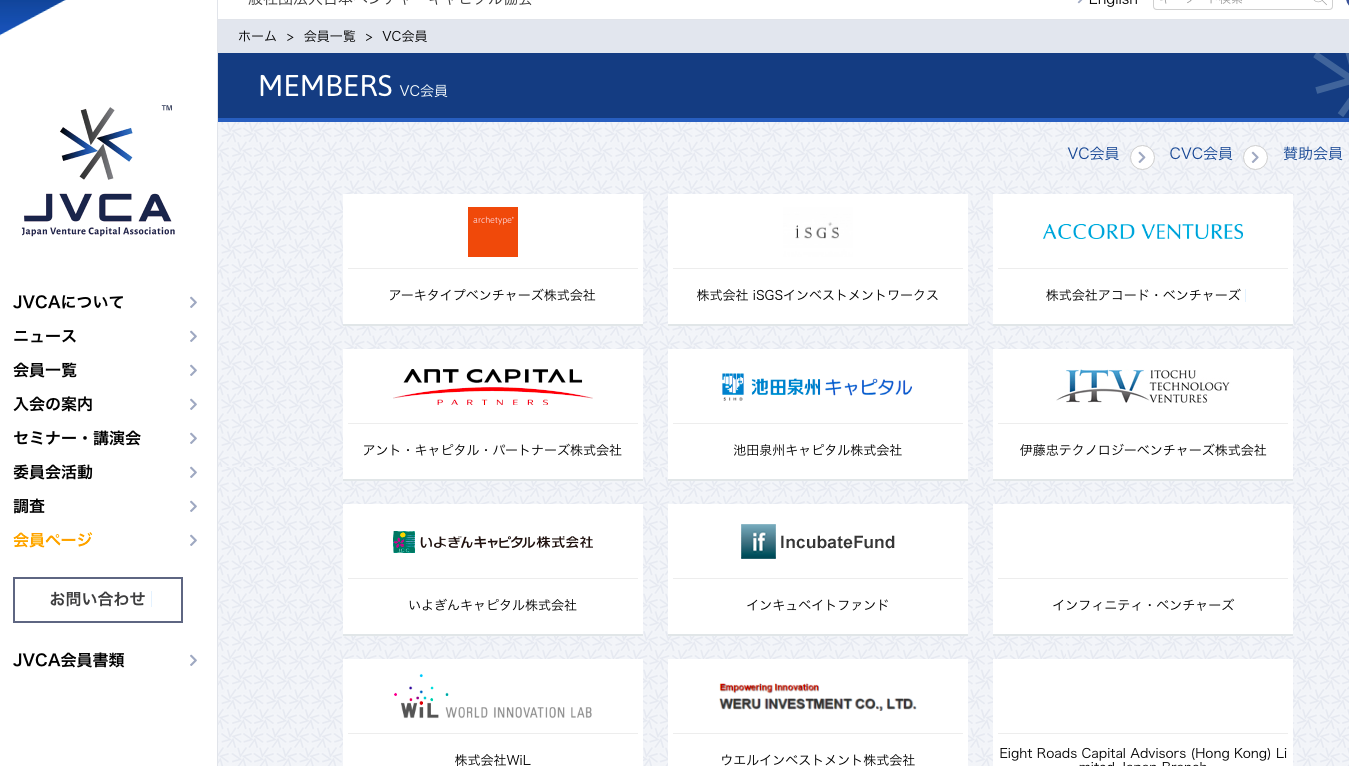 English
ホーム > 会員一覧 > VC会員
MEMBERS VC会員
TM
JVCA
Japan Venture Capital Association
JVCAについて
ニュース
会員一覧
入会の案内
セミナー・講演会
委員会活動
調査
会員ページ
お問い合わせ
JVCA会員書類
VC会員
CVC会員
賛助会員
archetype
アーキタイプベンチャーズ株式会社
iSGS
株式会社 iSGSインベストメントワークス
ACCORD VENTURES
株式会社アコード・ベンチャーズ
ANT CAPITAL
PARTNERS
アント・キャピタル・パートナーズ株式会社
池田泉州キャピタル
池田泉州キャピタル株式会社
ITV
ITOCHU
TECHNOLOGY
VENTURES
伊藤忠テクノロジーベンチャーズ株式会社
いよぎんキャピタル株式会社
いよぎんキャピタル株式会社
if IncubateFund
インキュベイトファンド
インフィニティ・ベンチャーズ
WiL WORLD INNOVATION LAB
株式会社WiL
Empowering Innovation
WERU INVESTMENT CO., LTD.
ウエルインベストメント株式会社
Eight Roads Capital Advisors (Hong Kong) Li
mited Japan Branch